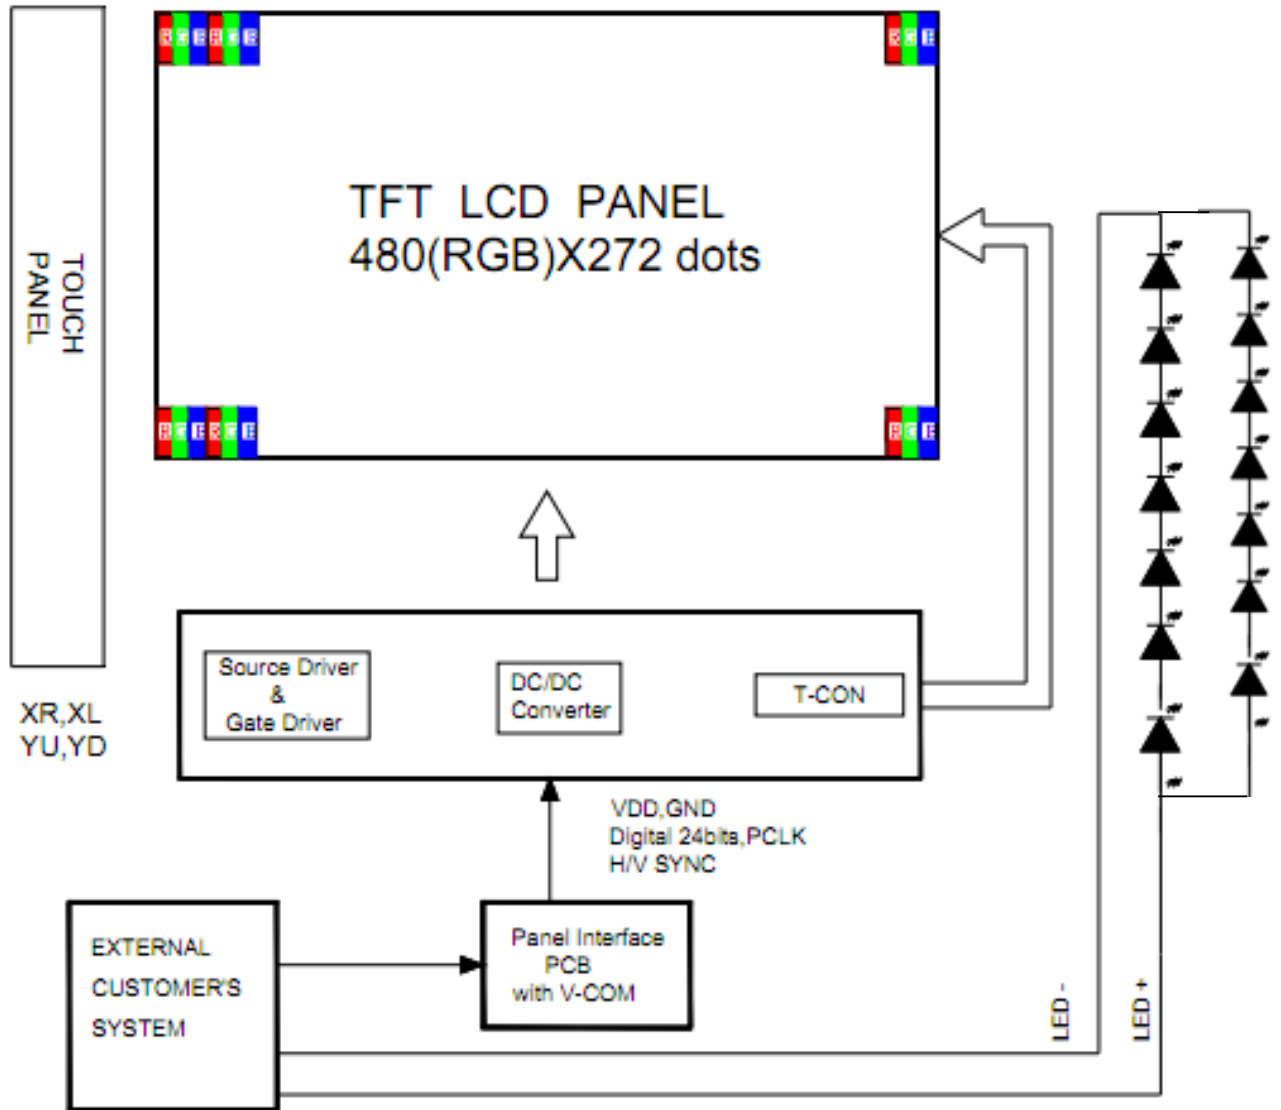 R G B R G B
R G B
TFT LCD PANEL
480(RGB)X272 dots
TOUCH
PANEL
R G B R G B
R G B
Source Driver
&
Gate Driver
DC/DC
Converter
T-CON
XR,XL
YU,YD
VDD,GND
Digital 24bits,PCLK
H/V SYNC
EXTERNAL
CUSTOMER'S
SYSTEM
Panel Interface
PCB
with V-COM
LED -
LED +